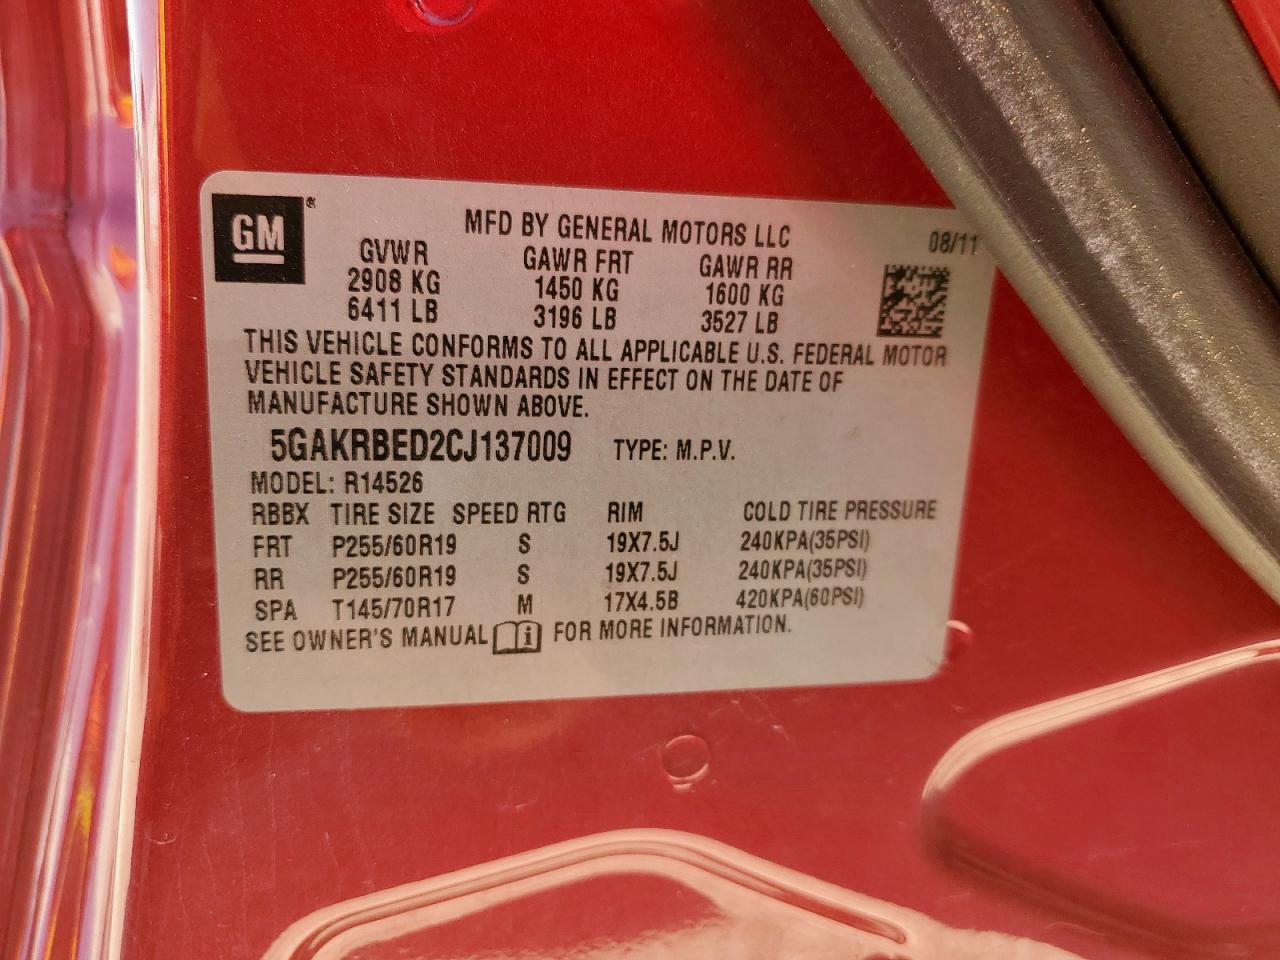 GM®
MFD BY GENERAL MOTORS LLC
08/11
GVWR GAWR FRT GAWR RR
2908 KG 1450 KG 1600 KG
6411 LB 3196 LB 3527 LB
THIS VEHICLE CONFORMS TO ALL APPLICABLE U.S. FEDERAL MOTOR
VEHICLE SAFETY STANDARDS IN EFFECT ON THE DATE OF
MANUFACTURE SHOWN ABOVE.
5GAKRBED2CJ137009 TYPE: M.P.V.
MODEL: R14526
RBBX TIRE SIZE SPEED RTG RIM COLD TIRE PRESSURE
FRT P255/60R19 S 19X7.5J 240KPA(35PSI)
RR P255/60R19 S 19X7.5J 240KPA(35PSI)
SPA T145/70R17 M 17X4.5B 420KPA(60PSI)
SEE OWNER'S MANUAL i FOR MORE INFORMATION.